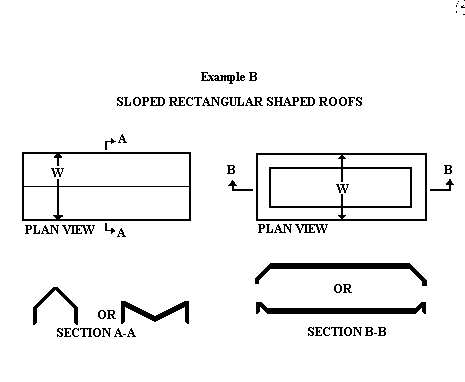 Example B
SLOPED RECTANGULAR SHAPED ROOFS
A
W
PLAN VIEW
A
B
B
W
PLAN VIEW
OR
SECTION A-A
OR
SECTION B-B